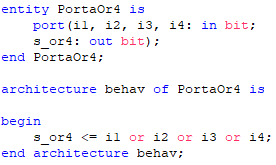 entity PortaOr4 is
port(i1, i2, i3, i4: in bit;
s_or4: out bit);
end PortaOr4;
architecture behav of PortaOr4 is
begin
s_or4 <= i1 or i2 or i3 or i4;
end architecture behav;